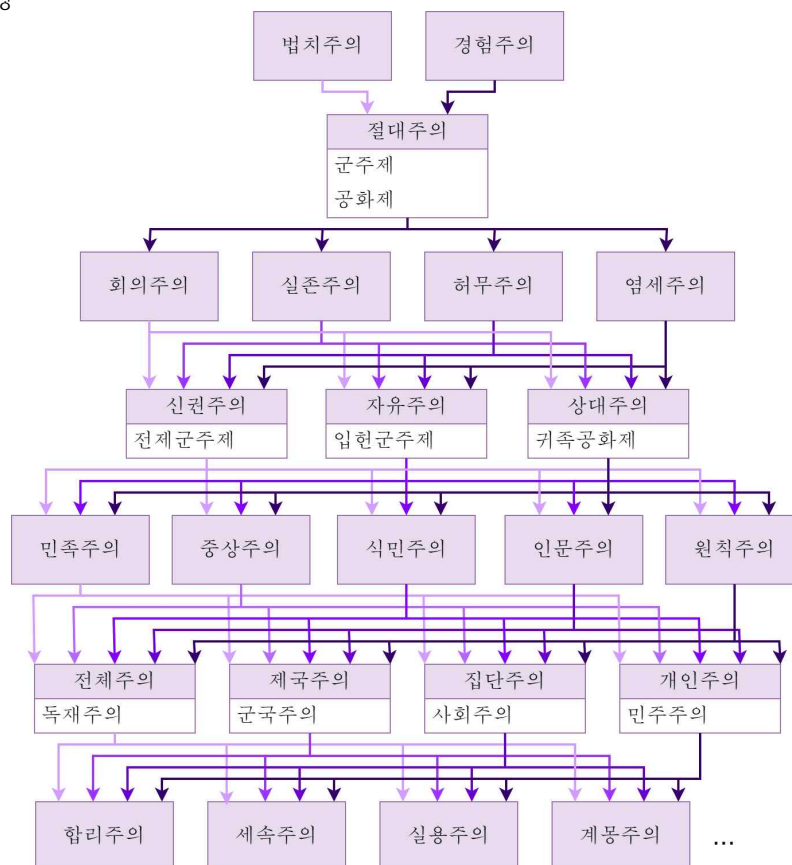 법치주의
경험주의
절대주의
군주제
공화제
회의주의
실존주의
허무주의
염세주의
신권주의
자유주의
상대주의
전제군주제
입헌군주제
귀족공화제
민족주의
중상주의
식민주의
인문주의
원칙주의
전체주의
제국주의
집단주의
개인주의
독재주의
군국주의
사회주의
민주주의
합리주의
세속주의
실용주의
계몽주의
...